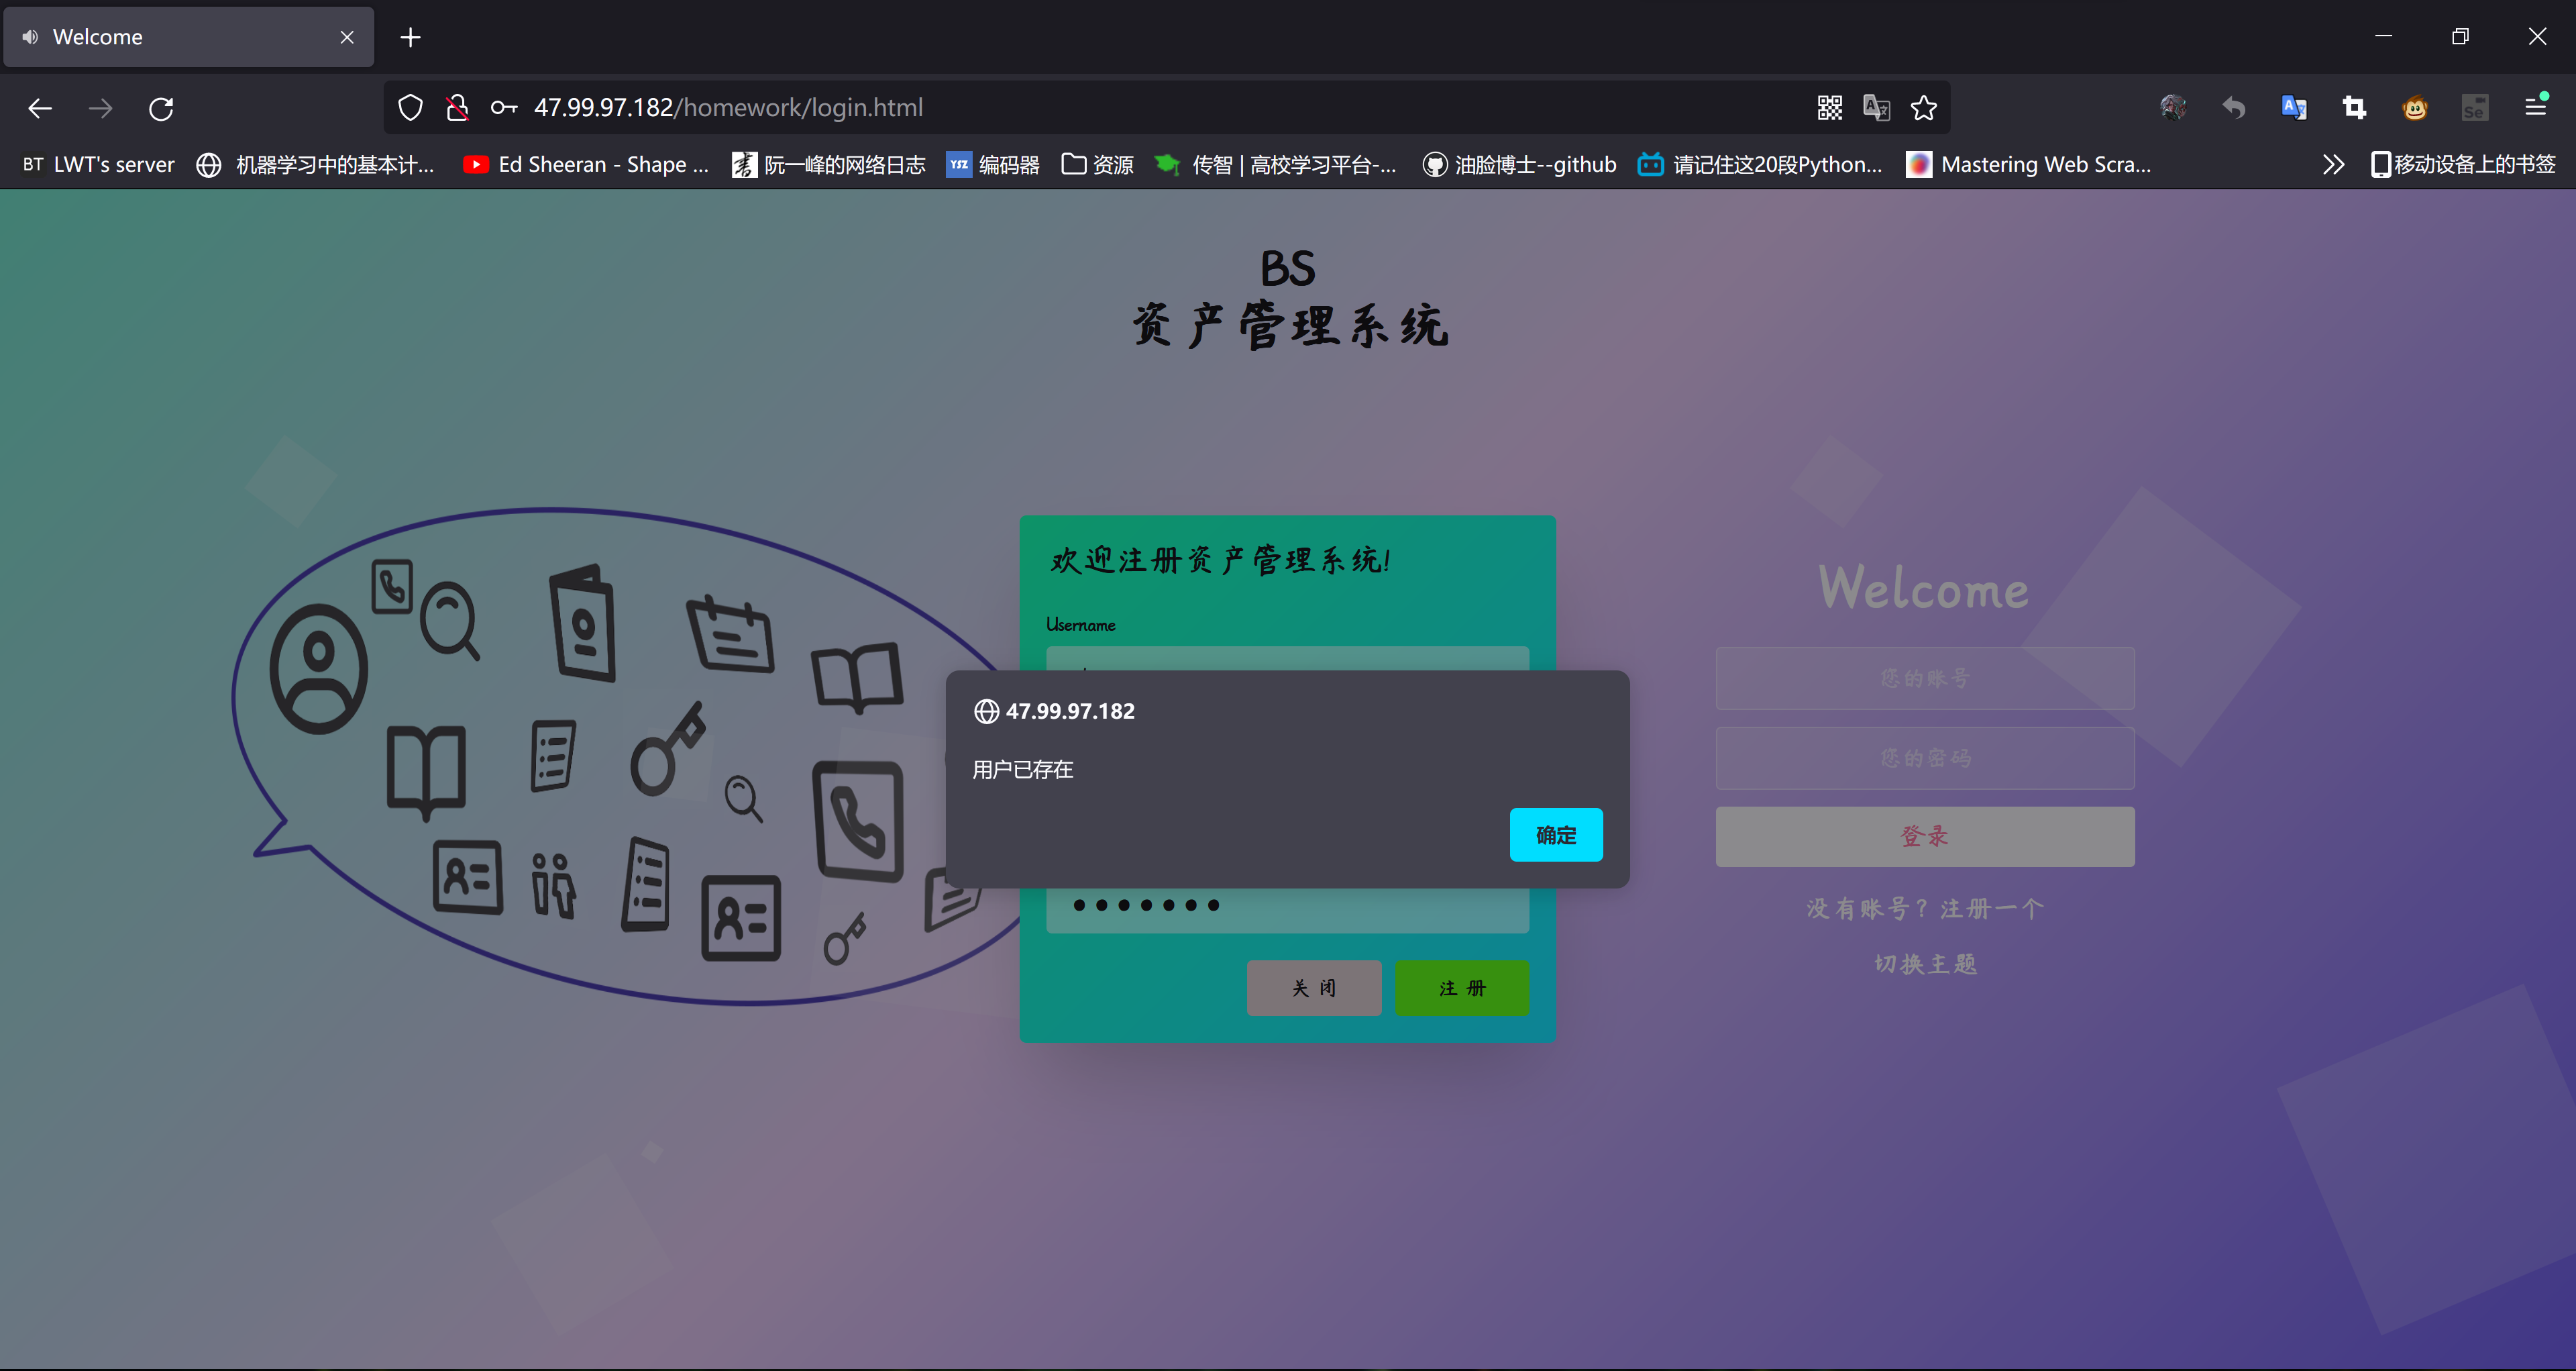 Welcome
47.99.97.182/homework/login.html
BT LWT's server
机器学习中的基本计...
Ed Sheeran - Shape ...
阮一峰的网络日志
YSZ 编码器
资源
传智 | 高校学习平台-...
油脸博士--github
请记住这20段Python...
Mastering Web Scra...
移动设备上的书签
BS
资产管理系统
欢迎注册资产管理系统!
Username
47.99.97.182
用户已存在
确定
关 闭
注 册
Welcome
您的账号
您的密码
登录
没有账号？注册一个
切换主题